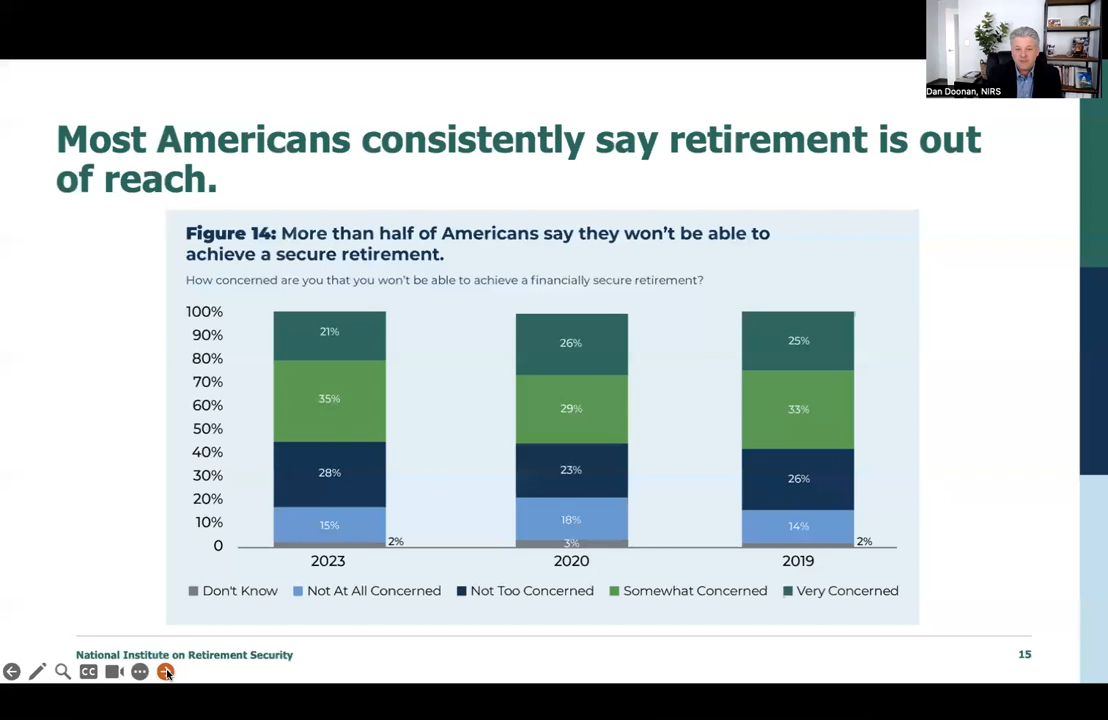 Dan Doonan, NIRS
Most Americans consistently say retirement is out
of reach.
Figure 14: More than half of Americans say they won't be able to
achieve a secure retirement.
How concerned are you that you won't be able to achieve a financially secure retirement?
100%
90%
80%
70%
60%
50%
40%
30%
20%
10%
0
21%
35%
28%
15%
2%
26%
29%
23%
18%
3%
25%
33%
26%
14%
2%
2023 2020 2019
Don't Know Not At All Concerned Not Too Concerned Somewhat Concerned Very Concerned
National Institute on Retirement Security 15
CC